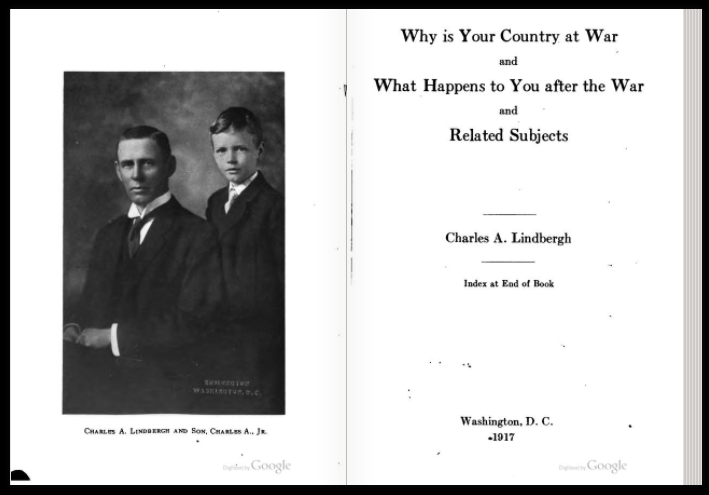 WASHINGTON, D.C.
CHARLES A. LINDBERGH AND SON, CHARLES A., JR.
Digitized by Google
Why is Your Country at War
and
What Happens to You after the War
and
Related Subjects
Charles A. Lindbergh
Index at End of Book
Washington, D. C.
1917
Digitized by Google